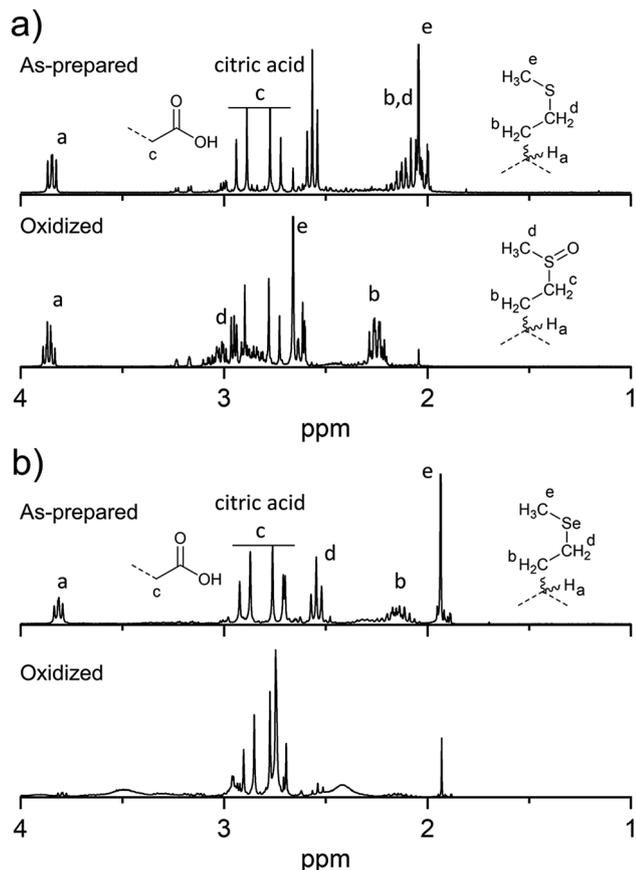 a)
As-prepared
citric acid
c
e
a
b,d
O
OH
c
e
H3C
S
d
CH2
b
H2C
Ha
Oxidized
e
a
d
b
d
H3C
S
O
c
CH2
b
H2C
Ha
4
3
2
1
ppm
b)
As-prepared
citric acid
c
e
a
d
b
O
OH
c
e
H3C
Se
d
CH2
b
H2C
Ha
Oxidized
4
3
2
1
ppm